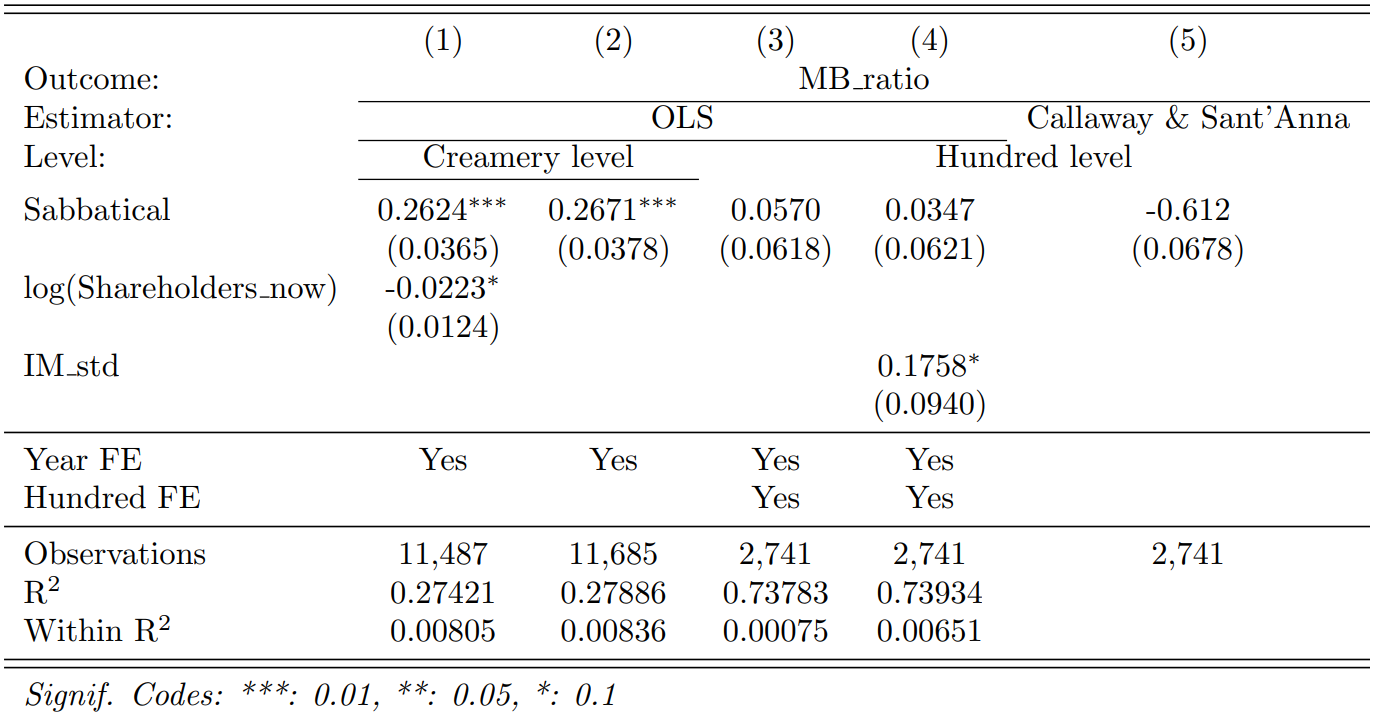 (1) (2) (3) (4) (5)
Outcome: MB_ratio
Estimator: OLS Callaway & Sant'Anna
Level: Creamery level Hundred level
Sabbatical 0.2624*** 0.2671*** 0.0570 0.0347 -0.612
(0.0365) (0.0378) (0.0618) (0.0621) (0.0678)
log(Shareholders_now) -0.0223*
(0.0124)
IM_std 0.1758*
(0.0940)
Year FE Yes Yes Yes Yes
Hundred FE Yes Yes
Observations 11,487 11,685 2,741 2,741 2,741
R² 0.27421 0.27886 0.73783 0.73934
Within R² 0.00805 0.00836 0.00075 0.00651
Signif. Codes: ***: 0.01, **: 0.05, *: 0.1